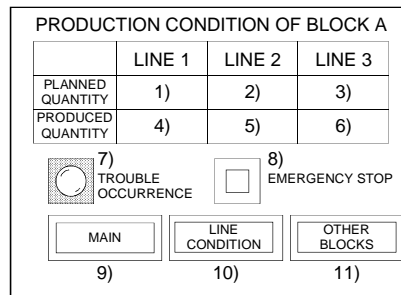 PRODUCTION CONDITION OF BLOCK A
LINE 1 LINE 2 LINE 3
PLANNED
QUANTITY
1) 2) 3)
PRODUCED
QUANTITY
4) 5) 6)
7)
TROUBLE
OCCURRENCE
8)
EMERGENCY STOP
MAIN
LINE
CONDITION
OTHER
BLOCKS
9) 10) 11)